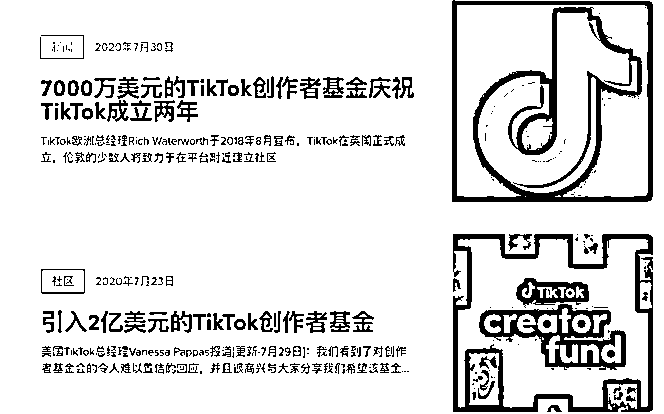 新闻 2020年7月30日
7000万美元的TikTok创作者基金庆祝
TikTok成立两年
TikTok欧洲总经理Rich Waterworth于2018年8月宣布，TikTok在英国正式成
立，伦敦的少数人将致力于在平台附近建立社区
社区 2020年7月23日
引入2亿美元的TikTok创作者基金
美国TikTok总经理Vanessa Pappas报道[更新-7月29日]：我们看到了对创作
者基金会的令人难以置信的回应，并且很高兴与大家分享我们希望该基金...
TikTok
creator
fund